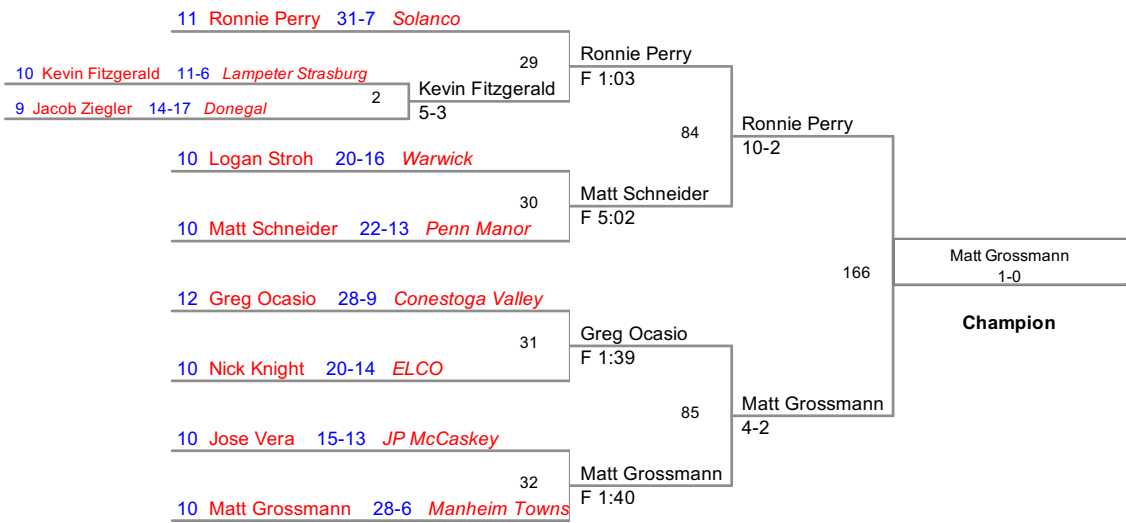 11 Ronnie Perry 31-7 Solanco
29
Ronnie Perry
F 1:03
10 Kevin Fitzgerald 11-6 Lampeter Strasburg
2
Kevin Fitzgerald
5-3
9 Jacob Ziegler 14-17 Donegal
84
Ronnie Perry
10-2
10 Logan Stroh 20-16 Warwick
30
Matt Schneider
F 5:02
10 Matt Schneider 22-13 Penn Manor
166
Matt Grossmann
1-0
Champion
12 Greg Ocasio 28-9 Conestoga Valley
31
Greg Ocasio
F 1:39
10 Nick Knight 20-14 ELCO
85
Matt Grossmann
4-2
10 Jose Vera 15-13 JP McCaskey
32
Matt Grossmann
F 1:40
10 Matt Grossmann 28-6 Manheim Towns